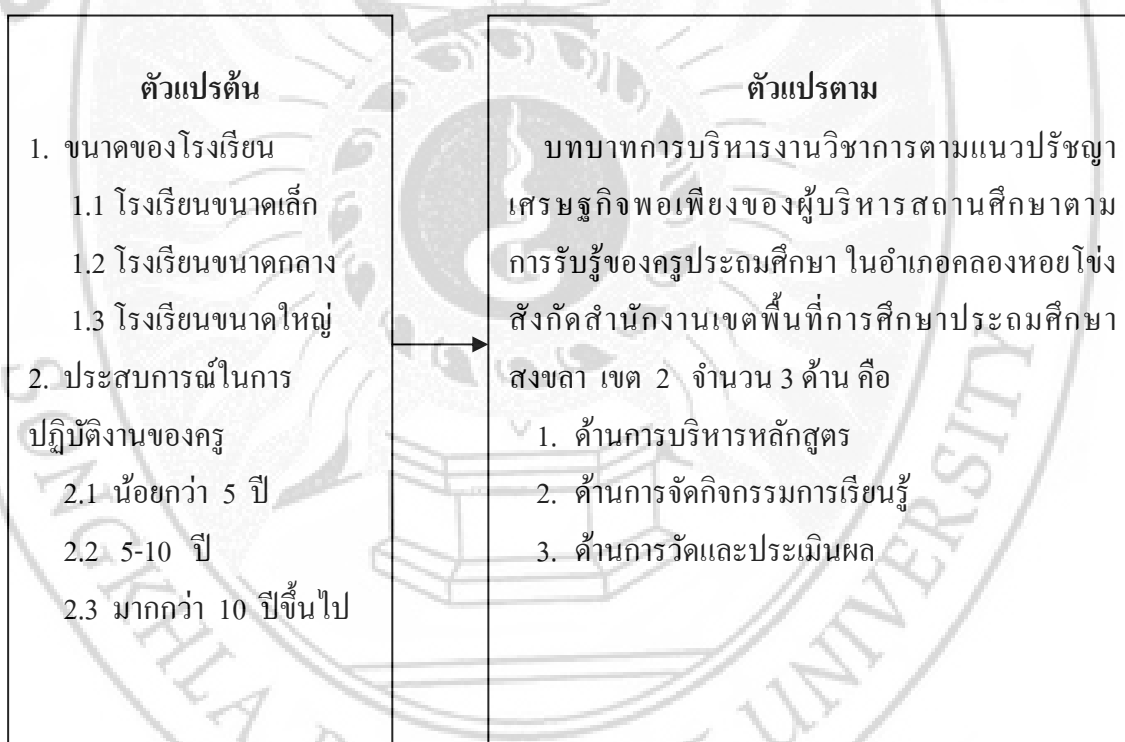 ตัวแปรต้น
1. ขนาดของโรงเรียน
1.1 โรงเรียนขนาดเล็ก
1.2 โรงเรียนขนาดกลาง
1.3 โรงเรียนขนาดใหญ่
2. ประสบการณ์ในการ
ปฏิบัติงานของครู
2.1 น้อยกว่า 5 ปี
2.2 5-10 ปี
2.3 มากกว่า 10 ปีขึ้นไป
ตัวแปรตาม
บทบาทการบริหารงานวิชาการตามแนวปรัชญา
เศรษฐกิจพอเพียงของผู้บริหารสถานศึกษาตาม
การรับรู้ของครูประถมศึกษา ในอำเภอคลองหอยโข่ง
สังกัดสำนักงานเขตพื้นที่การศึกษาประถมศึกษา
สงขลา เขต 2 จำนวน 3 ด้าน คือ
1. ด้านการบริหารหลักสูตร
2. ด้านการจัดกิจกรรมการเรียนรู้
3. ด้านการวัดและประเมินผล
SONGKHLA
UNIVERSITY